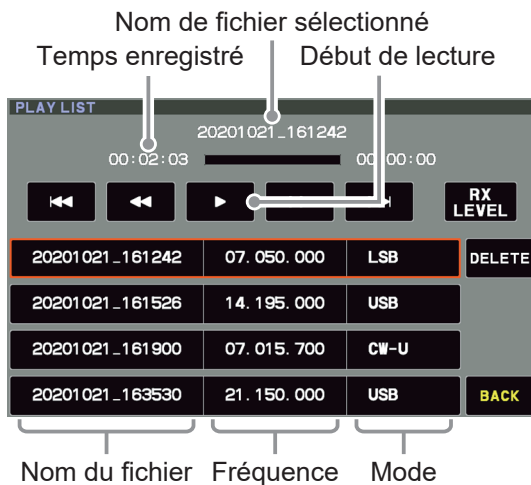 Nom de fichier sélectionné
Temps enregistré Début de lecture
PLAY LIST
20201021_161242
00:02:03 00:00:00
RX
LEVEL
20201021_161242 07.050.000 LSB DELETE
20201021_161526 14.195.000 USB
20201021_161900 07.015.700 CW-U
20201021_163530 21.150.000 USB BACK
Nom du fichier Fréquence Mode